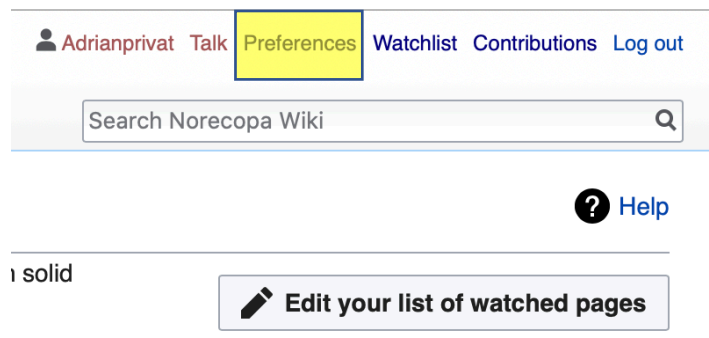 Adrianprivat Talk Preferences Watchlist Contributions Log out
Search Norecopa Wiki
? Help
solid
Edit your list of watched pages